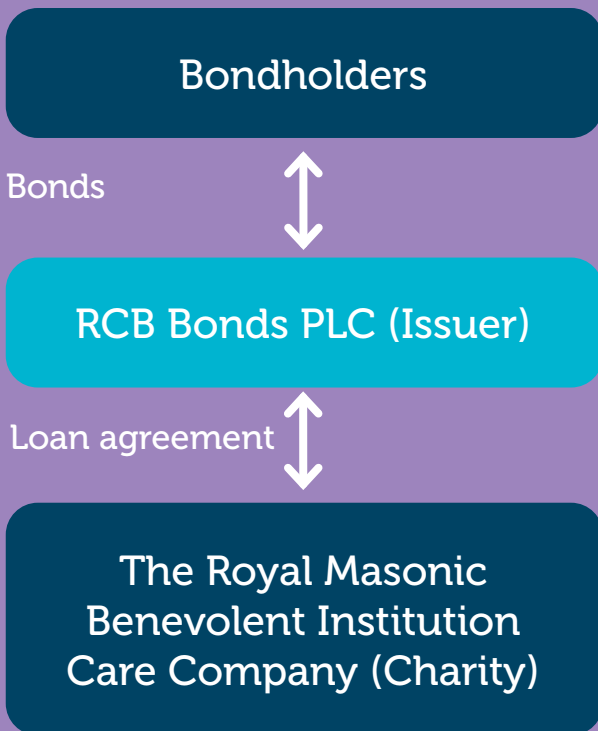 Bondholders
Bonds
RCB Bonds PLC (Issuer)
Loan agreement
The Royal Masonic
Benevolent Institution
Care Company (Charity)